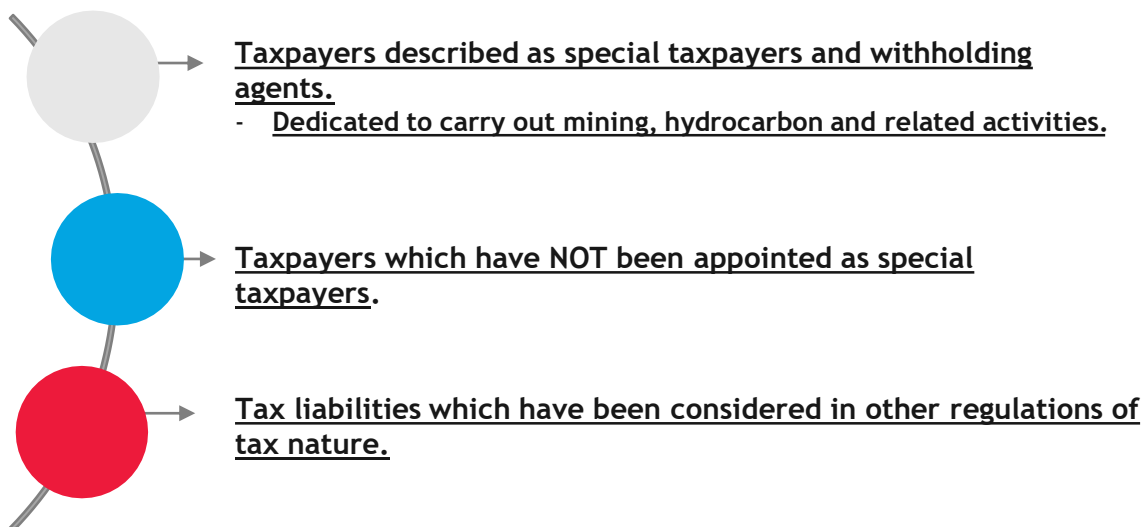 Taxpayers described as special taxpayers and withholding
agents.
- Dedicated to carry out mining, hydrocarbon and related activities.
Taxpayers which have NOT been appointed as special
taxpayers.
Tax liabilities which have been considered in other regulations of
tax nature.